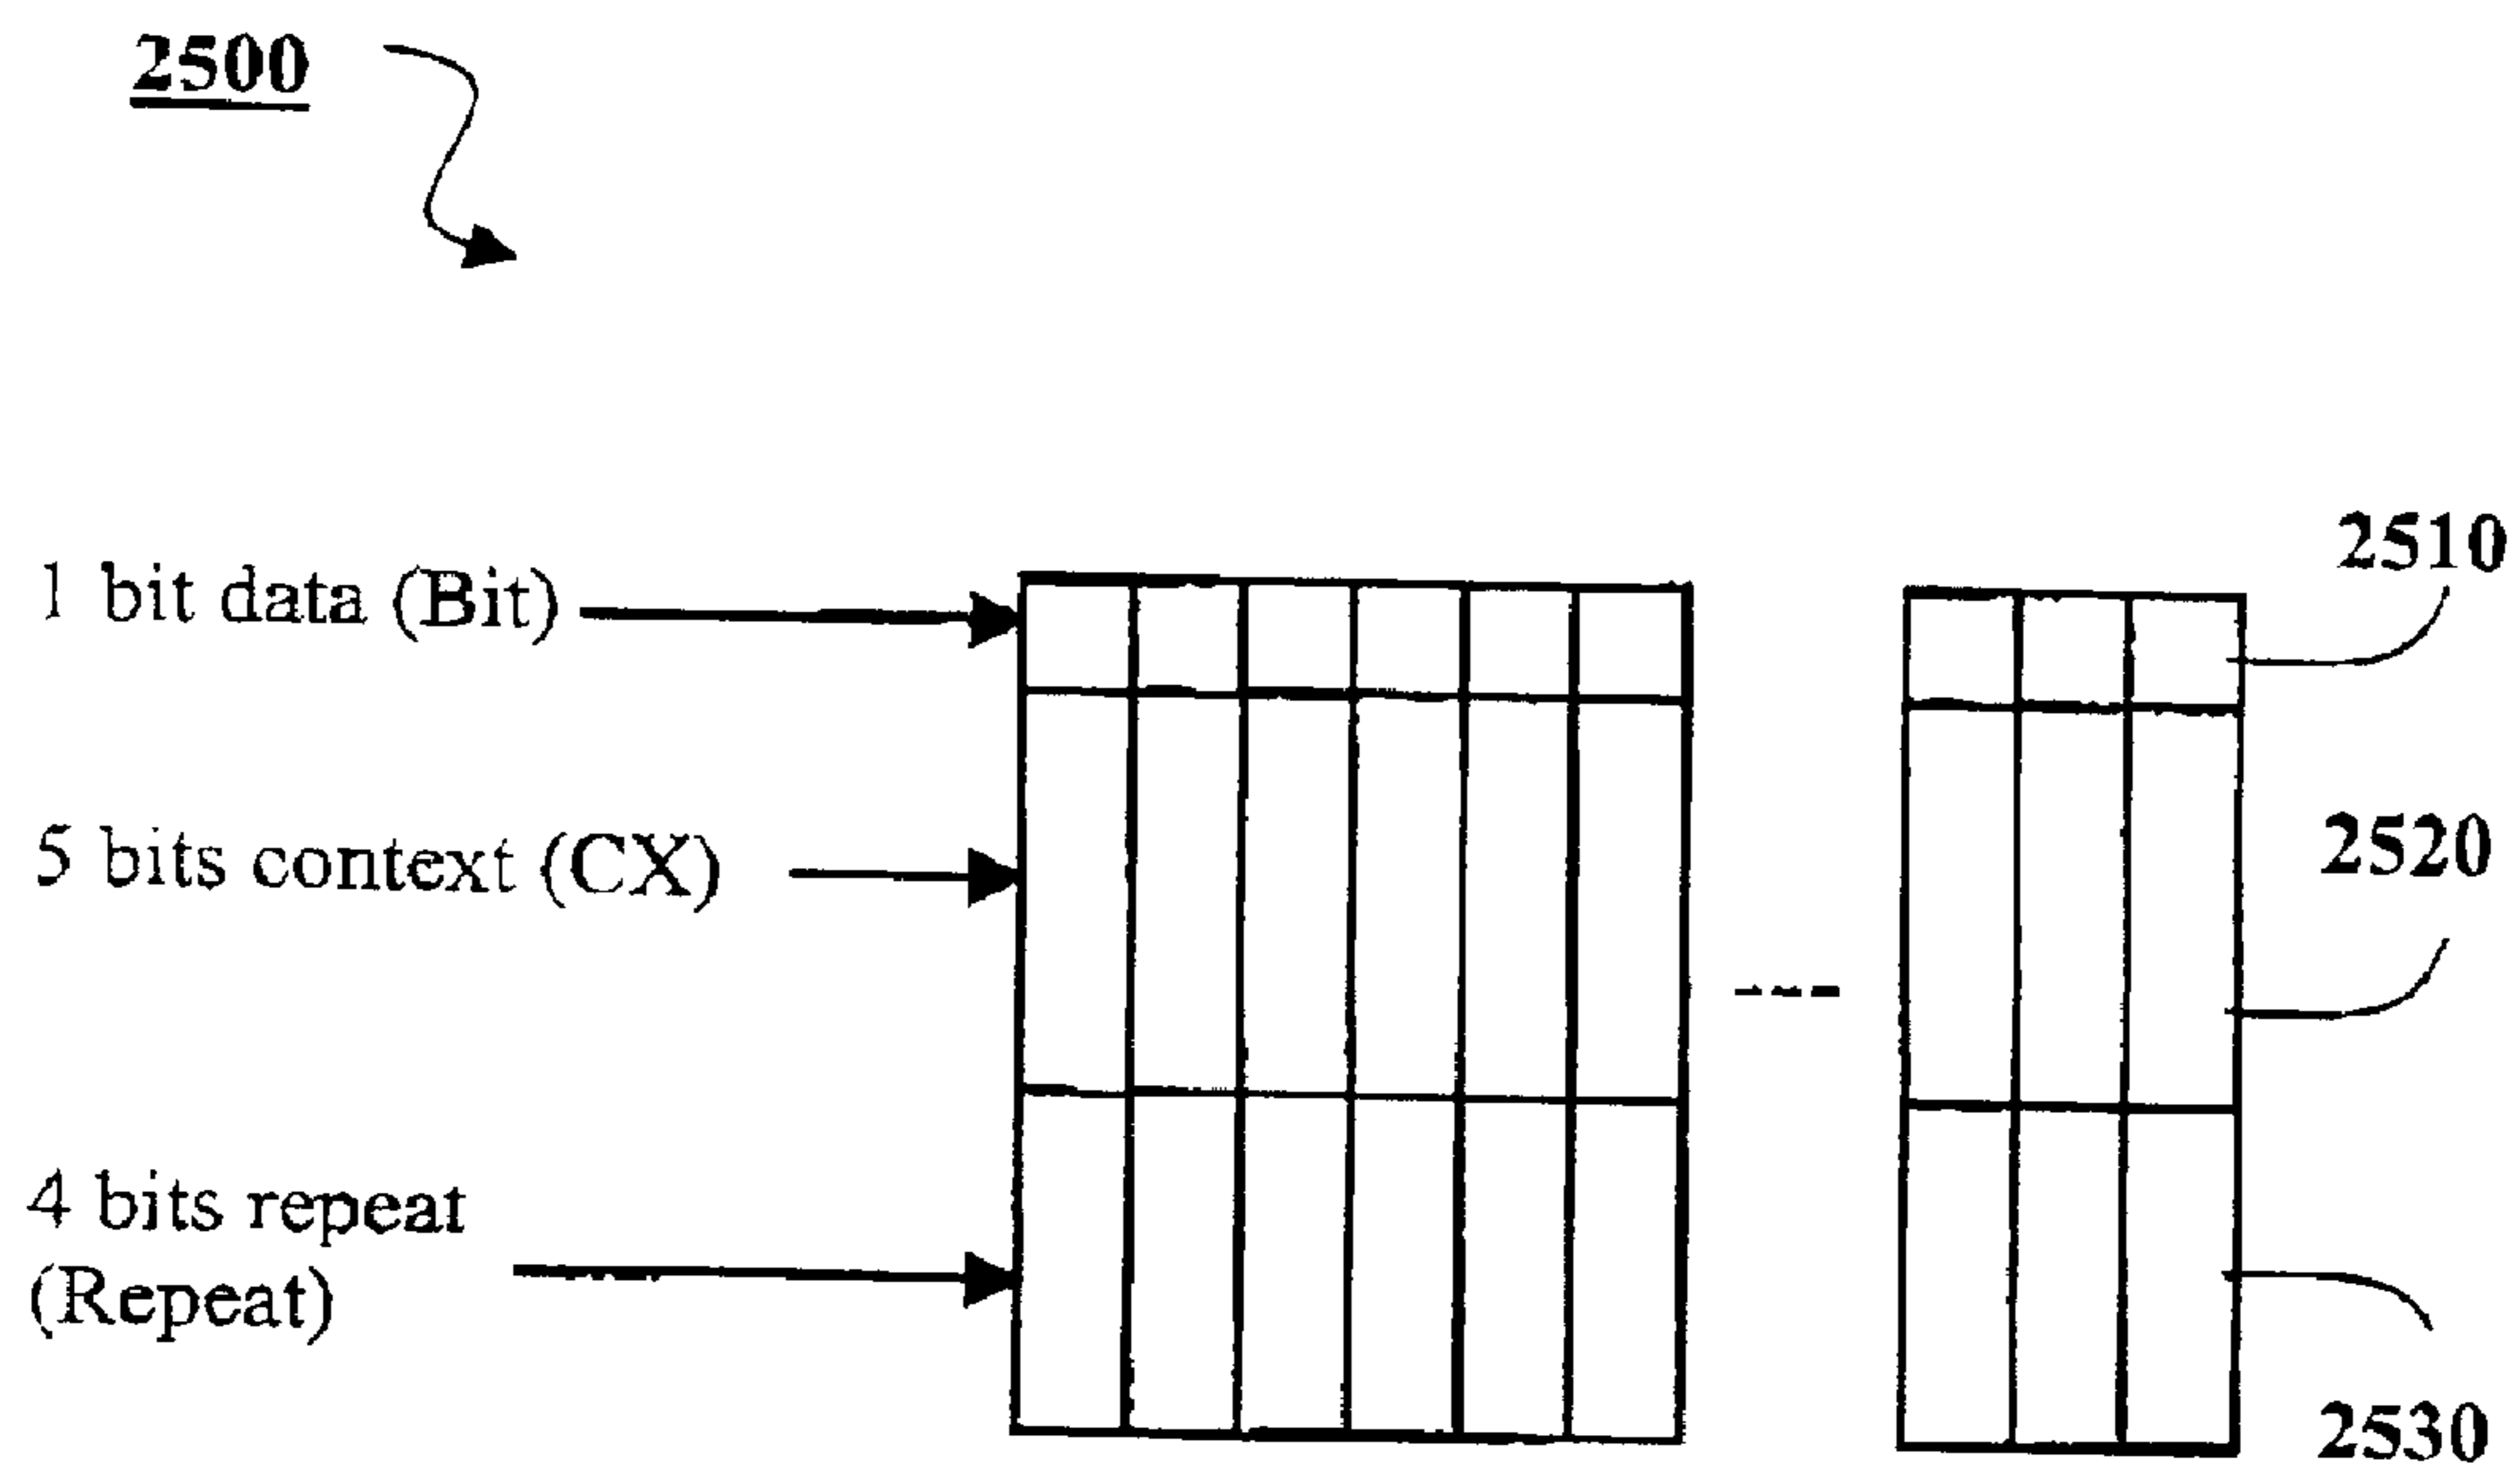 2500
1 bit data (Bit)
2510
5 bits context (CX)
2520
4 bits repeat
(Repeat)
2530